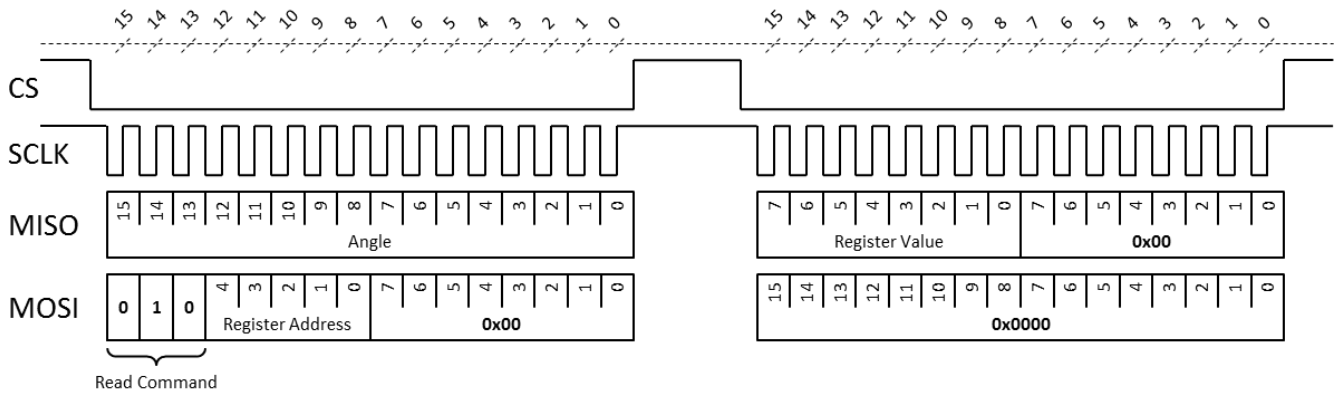 15 14 13 12 11 10 9 8 7 6 5 4 3 2 1 0 15 14 13 12 11 10 9 8 7 6 5 4 3 2 1 0
CS
SCLK
MISO 15 14 13 12 11 10 9 8 7 6 5 4 3 2 1 0 7 6 5 4 3 2 1 0 7 6 5 4 3 2 1 0
Angle Register Value 0x00
MOSI 0 1 0 4 3 2 1 0 7 6 5 4 3 2 1 0 15 14 13 12 11 10 9 8 7 6 5 4 3 2 1 0
Register Address 0x00 0x0000
Read Command